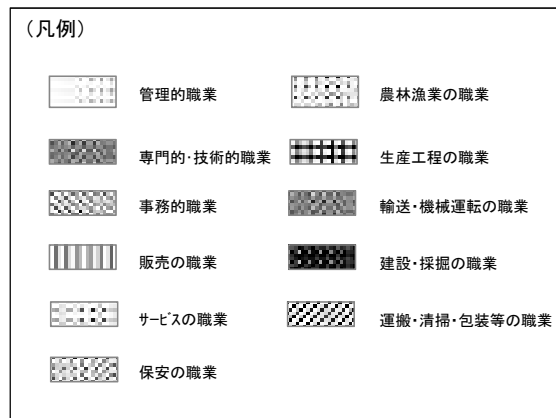 (凡例)
管理的職業
農林漁業の職業
専門的・技術的職業
生産工程の職業
事務的職業
輸送・機械運転の職業
販売の職業
建設・採掘の職業
ｻｰﾋﾞｽの職業
運搬・清掃・包装等の職業
保安の職業